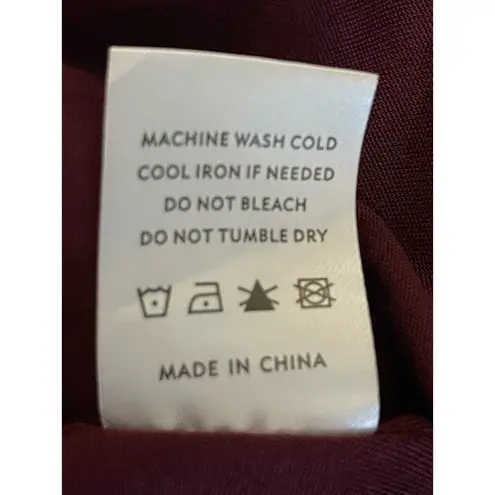 MACHINE WASH COLD
COOL IRON IF NEEDED
DO NOT BLEACH
DO NOT TUMBLE DRY
MADE IN CHINA